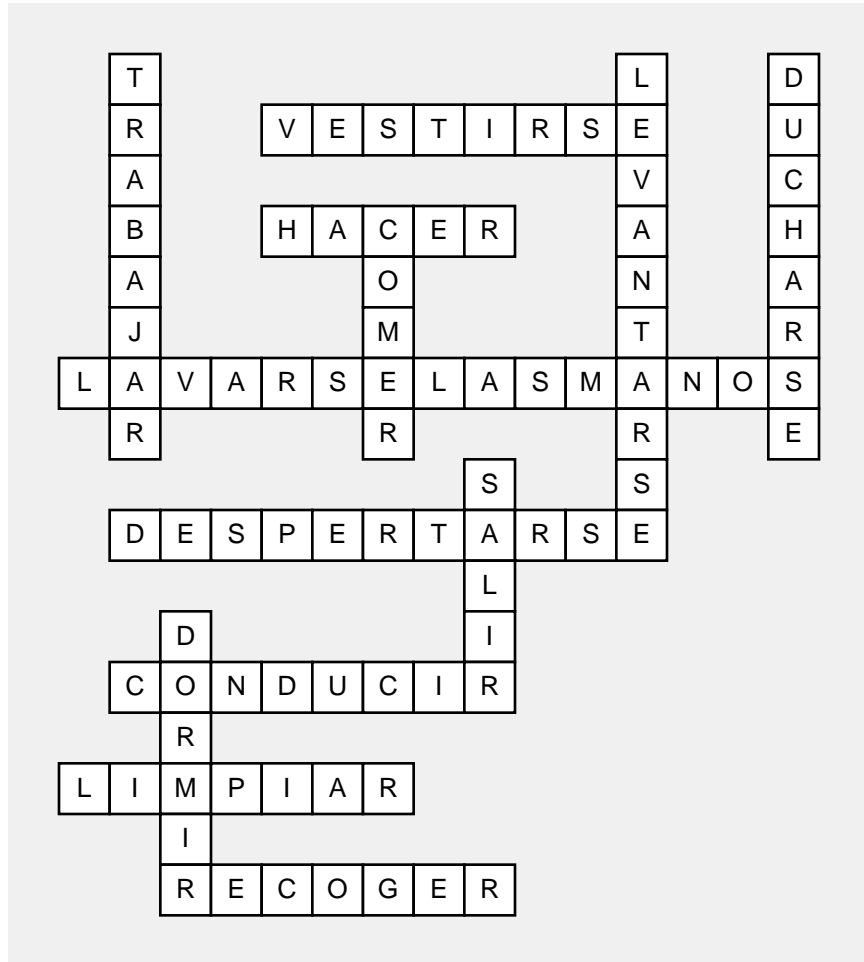 TRABAJAR
LEVANTARSE
DUCHARSE
VESTIRSE
HACER
COMER
LAVARSELASMANOS
SALIR
DESPERTARSE
DORMIR
CONDUCIR
LIMPIAR
RECOGER